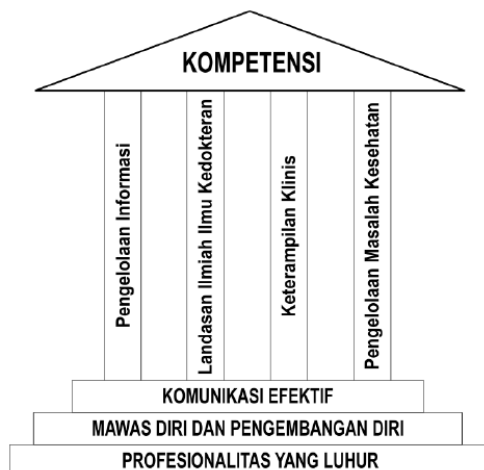 KOMPETENSI
Pengelolaan Informasi
Landasan Ilmiah Ilmu Kedokteran
Keterampilan Klinis
Pengelolaan Masalah Kesehatan
KOMUNIKASI EFEKTIF
MAWAS DIRI DAN PENGEMBANGAN DIRI
PROFESIONALITAS YANG LUHUR